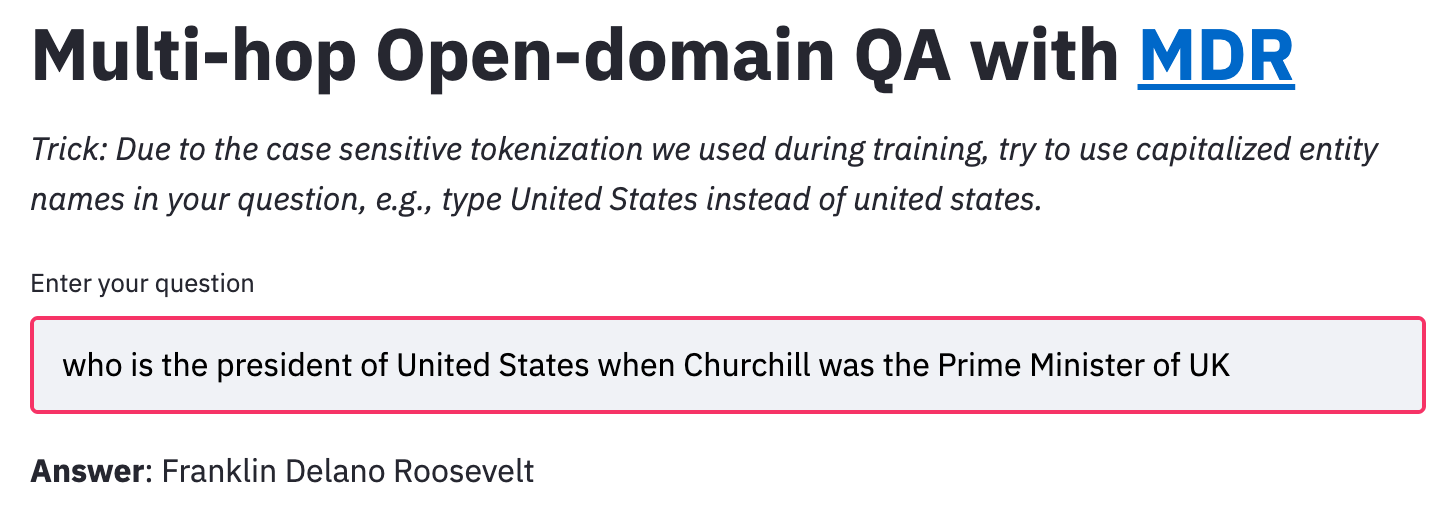 Multi-hop Open-domain QA with MDR
Trick: Due to the case sensitive tokenization we used during training, try to use capitalized entity
names in your question, e.g., type United States instead of united states.
Enter your question
who is the president of United States when Churchill was the Prime Minister of UK
Answer: Franklin Delano Roosevelt